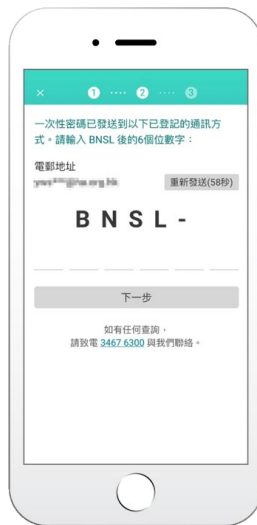 × 1 ···· 2 ···· 3
一次性密碼已發送到以下已登記的通訊方
式。請輸入 BNSL 後的6個位數字：
電郵地址
重新發送(58秒)
BNSL-
下一步
如有任何查詢，
請致電 3467 6300 與我們聯絡。